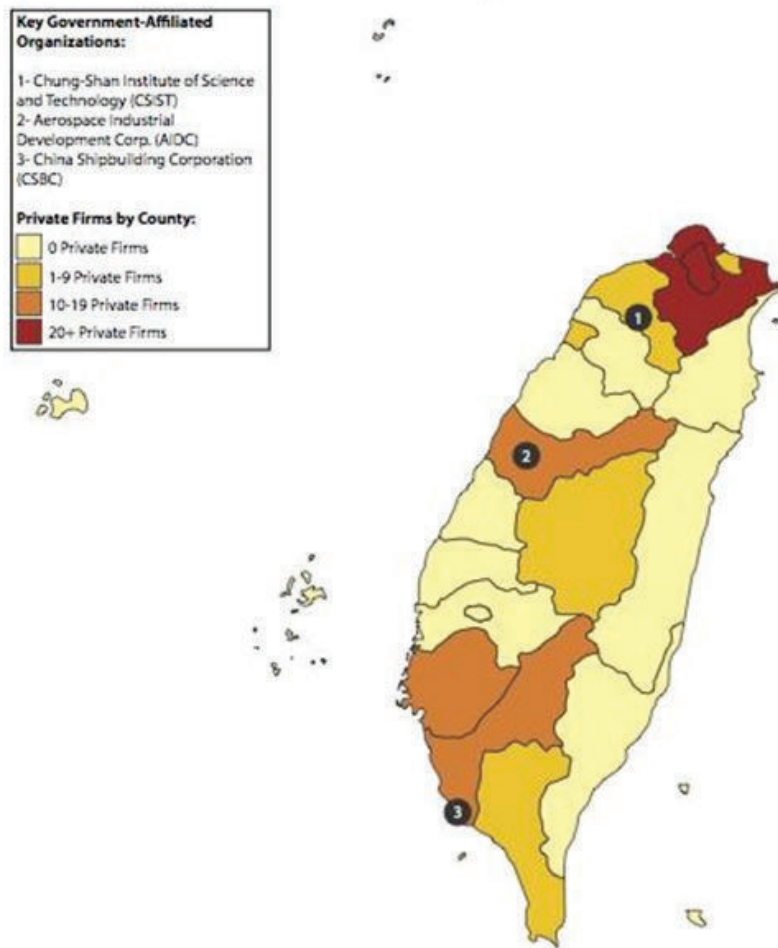 Key Government-Affiliated
Organizations:
1- Chung-Shan Institute of Science
and Technology (CSIST)
2- Aerospace Industrial
Development Corp. (AIDC)
3- China Shipbuilding Corporation
(CSBC)
Private Firms by County:
0 Private Firms
1-9 Private Firms
10-19 Private Firms
20+ Private Firms
1
2
3